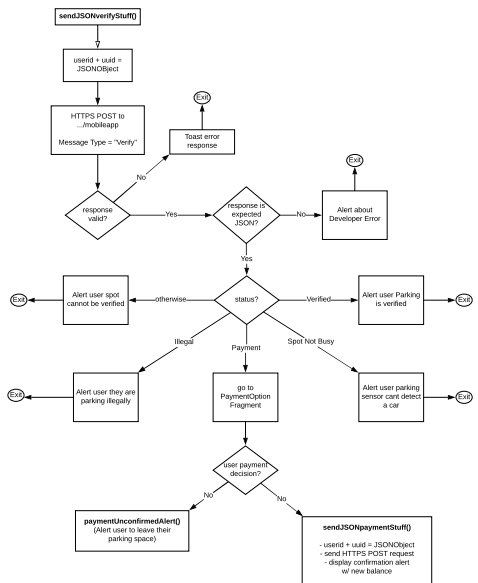 sendJSONverifyStuff()
userid + uuid =
JSONOBject
HTTPS POST to
.../mobileapp
Message Type = "Verify"
Exit
Toast error
response
No
response
valid?
Yes
response is
expected
JSON?
No
Exit
Alert about
Developer Error
Yes
Exit
Alert user spot
cannot be verified
otherwise
status?
Verified
Alert user Parking
is verified
Exit
Illegal
Payment
Spot Not Busy
Exit
Alert user they are
parking illegally
go to
PaymentOption
Fragment
Alert user parking
sensor cant detect
a car
Exit
user payment
decision?
No
No
paymentUnconfirmedAlert()
(Alert user to leave their
parking space)
sendJSONpaymentStuff()
- userid + uuid = JSONObject
- send HTTPS POST request
- display confirmation alert
w/ new balance